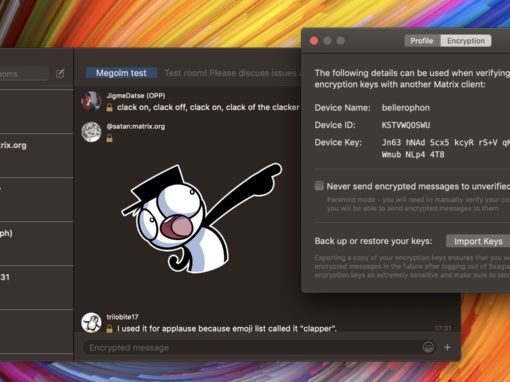 Profile
Encryption
ooms
Megolm test
Test room! Please discuss issues
The following details can be used when verifying
encryption keys with another Matrix client:
JigmeDatse (OPP)
clack on, clack off, clack on, clack of the clacker
Device Name: bellerophon
@satan:matrix.org
Device ID: KSTVWQOSWU
trix.org
Device Key: Jn63 hNAd Scx5 kcyR rS+V
Wmub NLp4 4T8
Never send encrypted messages to unverified
Paranoid mode - you will need to manually verify your
you will be able to send encrypted messages to them.
ph)
Back up or restore your keys:
Import Keys
Exporting a copy of your encryption keys ensures that you
encrypted messages in the future after logging out of
encryption keys as extremely sensitive and make sure to
:31
trilobite17
I used it for applause because emoji list called it "clapper".
17:31
Encrypted message